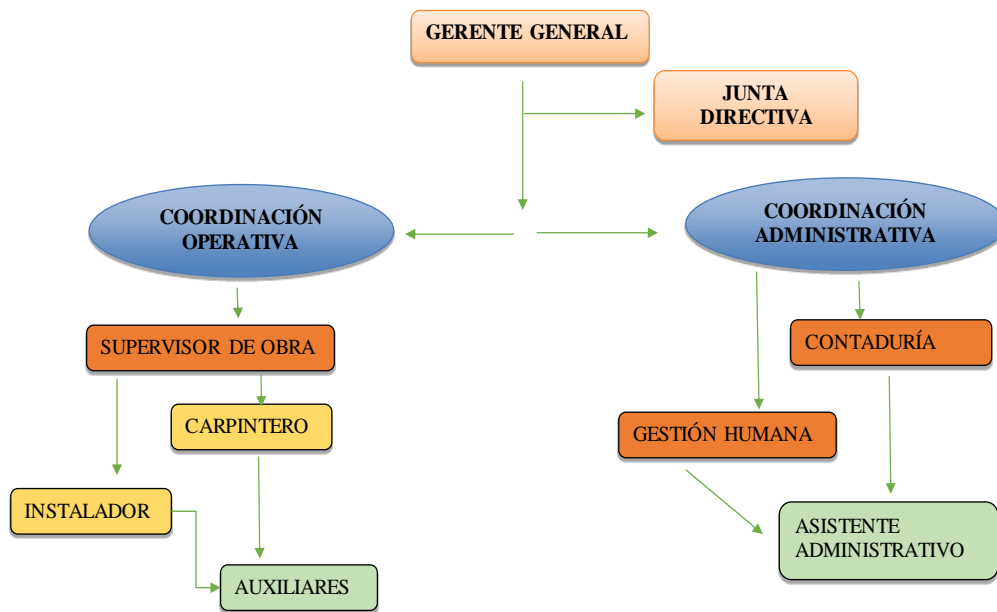 GERENTE GENERAL
JUNTA
DIRECTIVA
COORDINACIÓN
OPERATIVA
COORDINACIÓN
ADMINISTRATIVA
SUPERVISOR DE OBRA
CONTADURÍA
CARPINTERO
GESTIÓN HUMANA
INSTALADOR
ASISTENTE
ADMINISTRATIVO
AUXILIARES